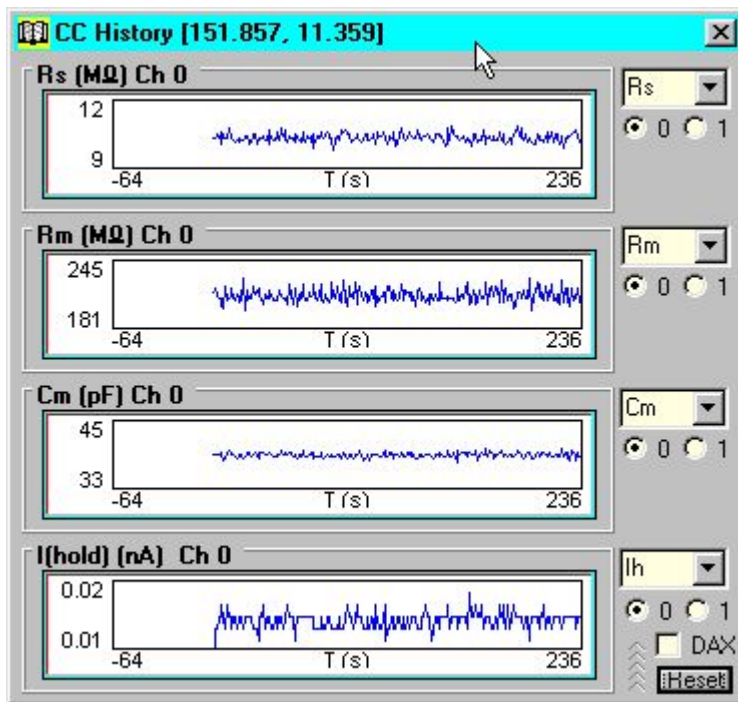 CC History [151.857, 11.359]
Rs (MΩ) Ch 0
12
9
-64 T (s) 236
Rs
0 1
Rm (MΩ) Ch 0
245
181
-64 T (s) 236
Rm
0 1
Cm (pF) Ch 0
45
33
-64 T (s) 236
Cm
0 1
I(hold) (nA) Ch 0
0.02
0.01
-64 T (s) 236
Ih
0 1
DAX
Reset